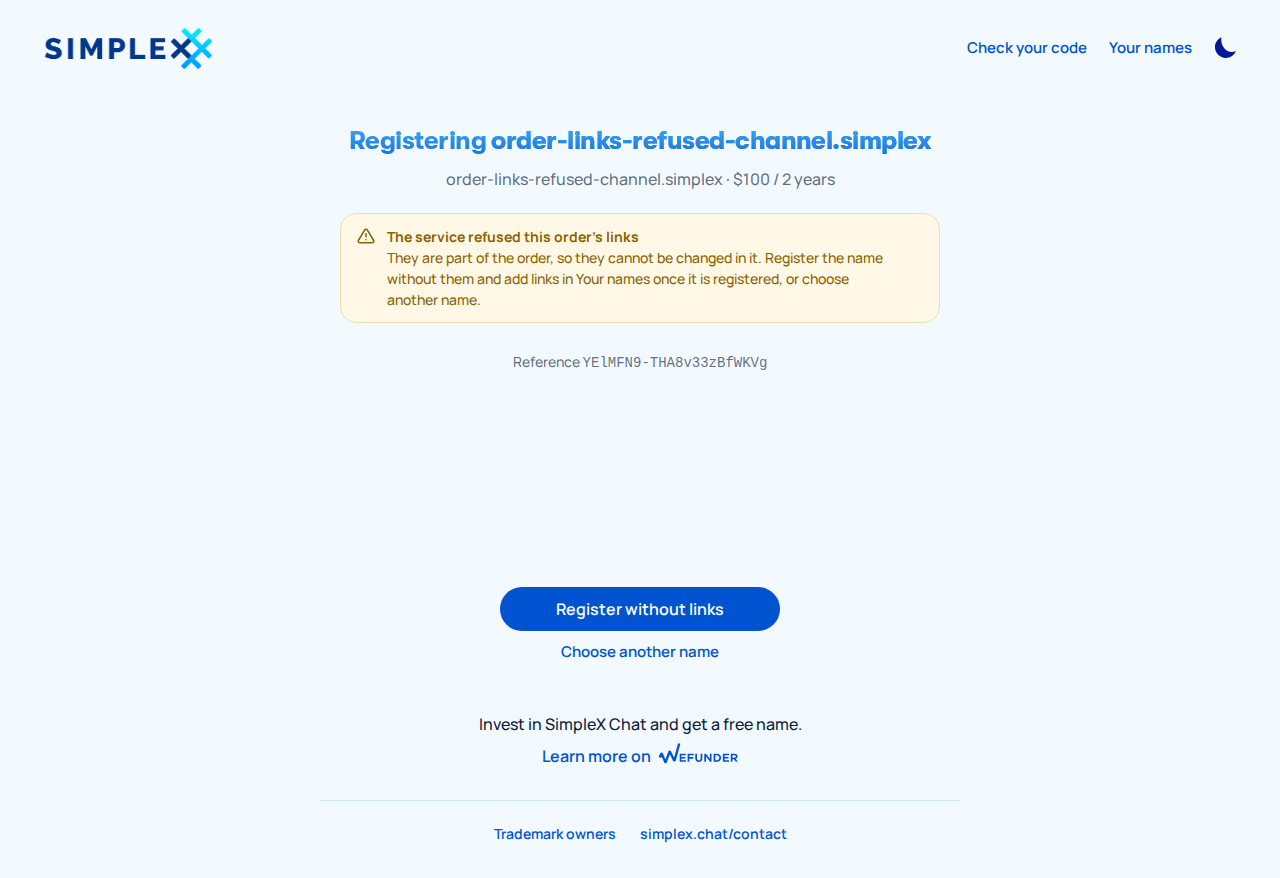 SIMPLEX
Check your code
Your names
Registering order-links-refused-channel.simplex
order-links-refused-channel.simplex · $100 / 2 years
The service refused this order's links
They are part of the order, so they cannot be changed in it. Register the name
without them and add links in Your names once it is registered, or choose
another name.
Reference YElMFN9-THA8v33zBfWKVg
Register without links
Choose another name
Invest in SimpleX Chat and get a free name.
Learn more on WEFUNDER
Trademark owners
simplex.chat/contact